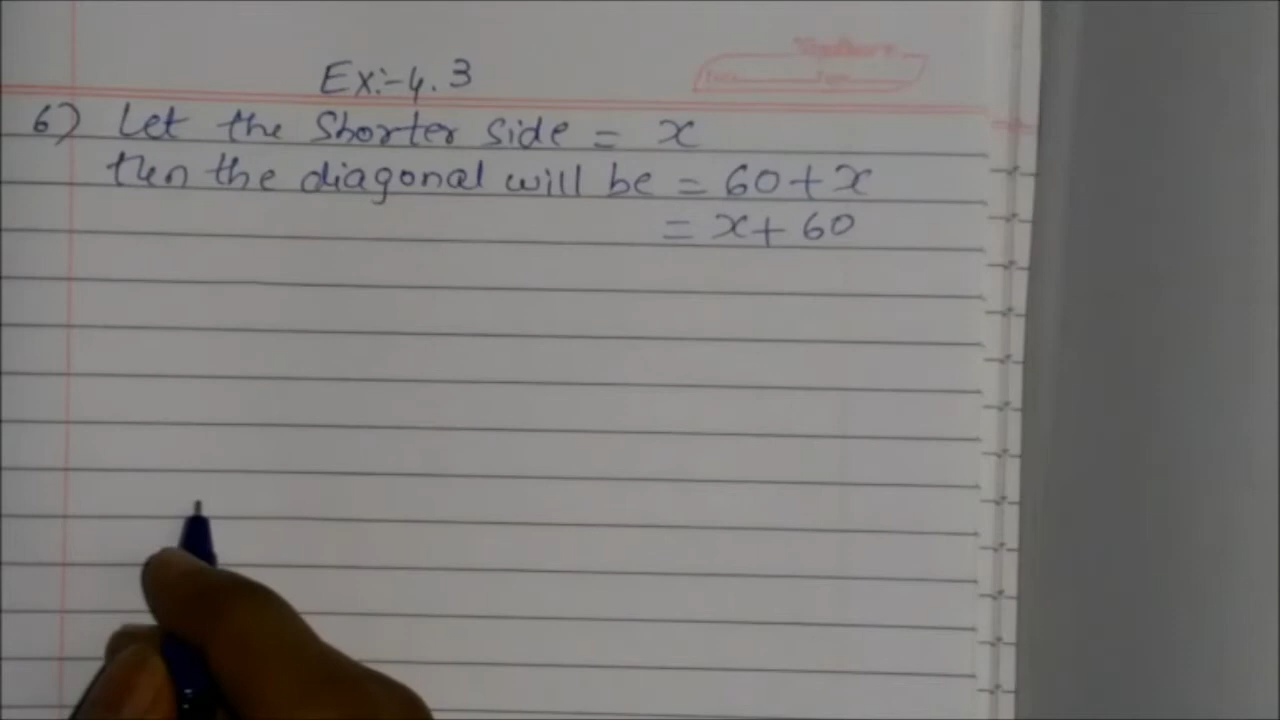 Ex:-4.3
6) Let the Shorter side = x
then the diagonal will be = 60+x
= x+60